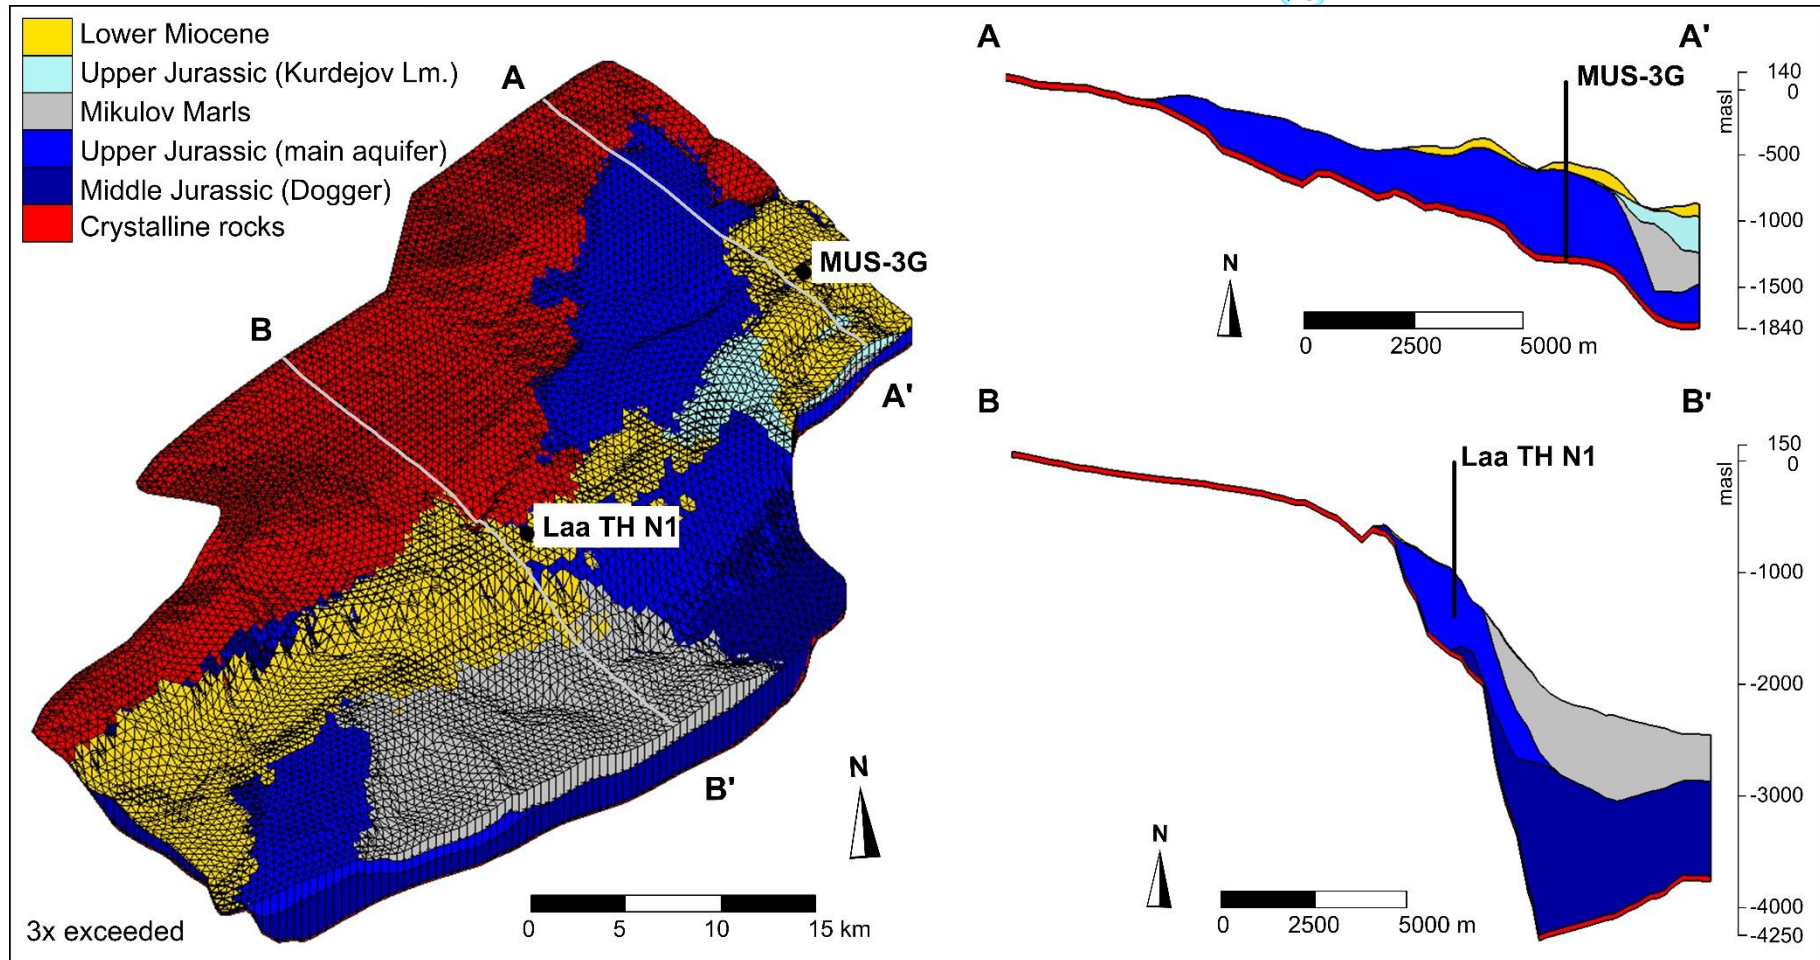 Lower Miocene
Upper Jurassic (Kurdejov Lm.)
Mikulov Marls
Upper Jurassic (main aquifer)
Middle Jurassic (Dogger)
Crystalline rocks
A
B
MUS-3G
Laa TH N1
A'
B'
N
0 5 10 15 km
3x exceeded
A
A'
MUS-3G
masl
140
0
-500
-1000
-1500
-1840
N
0 2500 5000 m
B
B'
Laa TH N1
masl
150
0
-1000
-2000
-3000
-4000
-4250
N
0 2500 5000 m